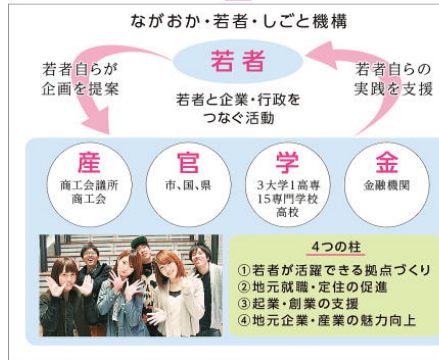 ながおか・若者・しごと機構
若者
若者自らが
企画を提案
若者自らの
実践を支援
若者と企業・行政を
つなぐ活動
産
商工会議所
商工会
官
市、国、県
学
3大学1高専
15専門学校
高校
金
金融機関
4つの柱
①若者が活躍できる拠点づくり
②地元就職・定住の促進
③起業・創業の支援
④地元企業・産業の魅力向上